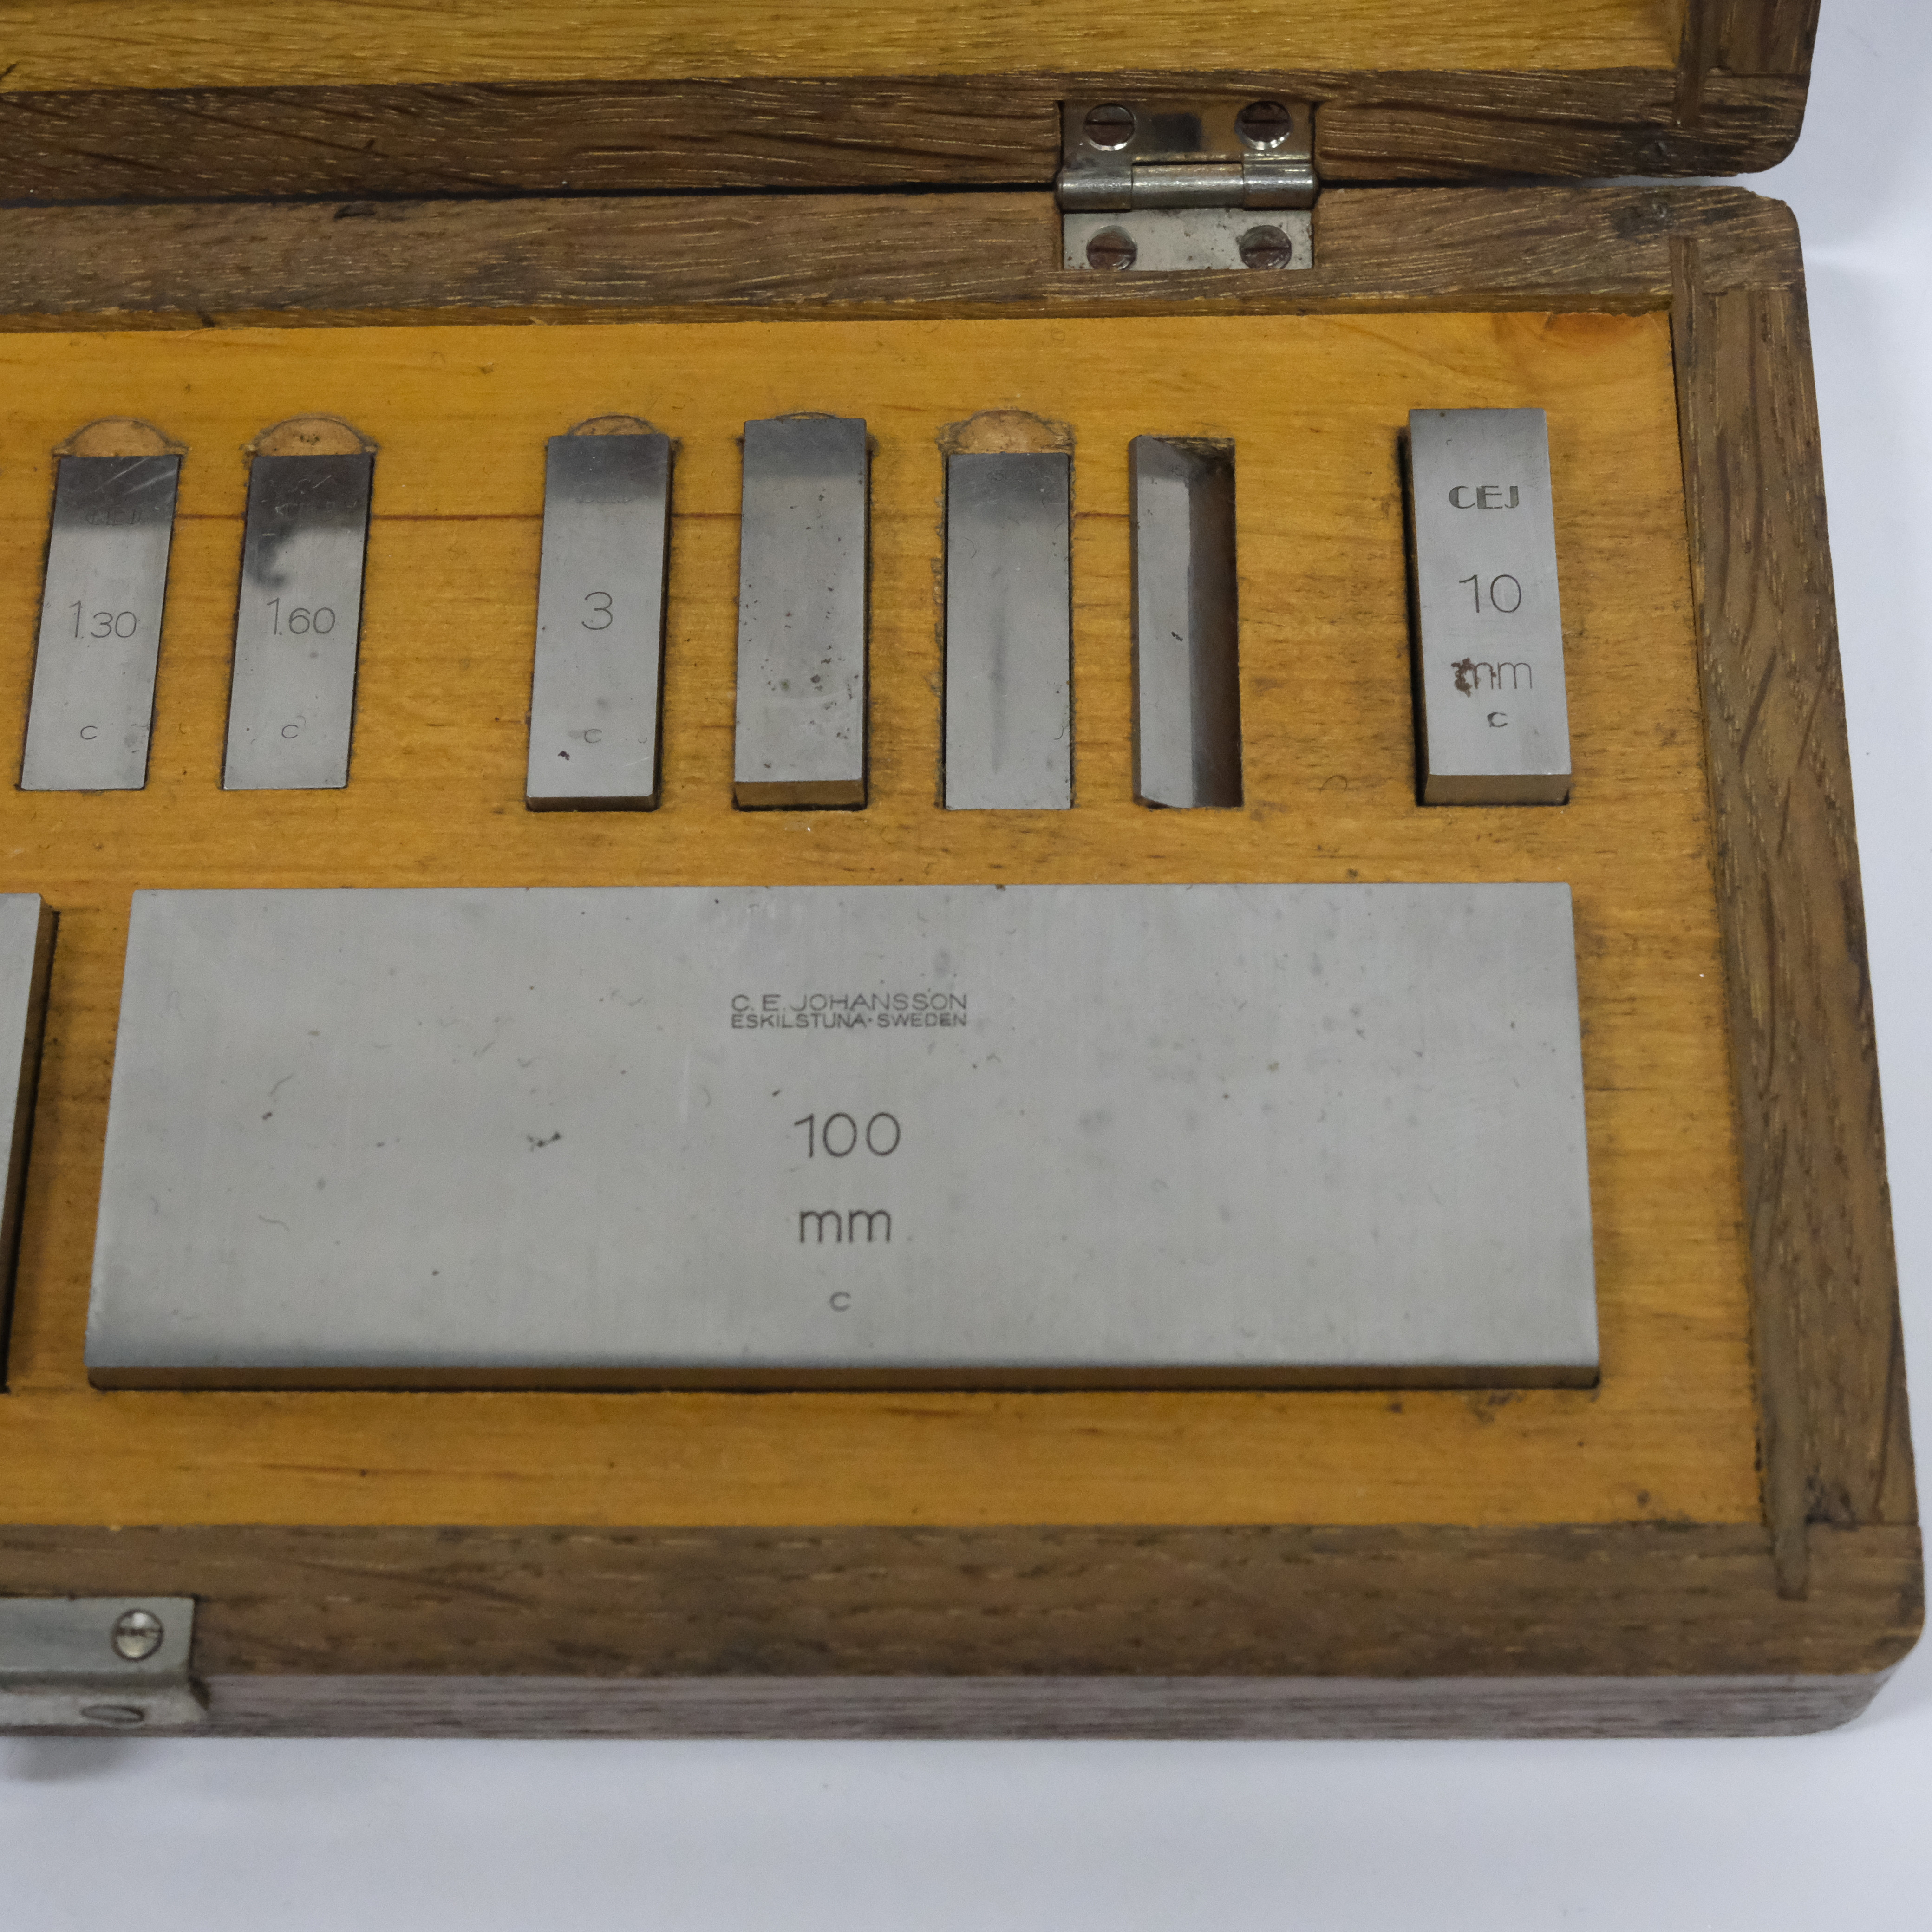 1.30
c
1.60
c
3
c
CEJ
10
mm
c
C. E. JOHANSSON
ESKILSTUNA·SWEDEN
100
mm
c